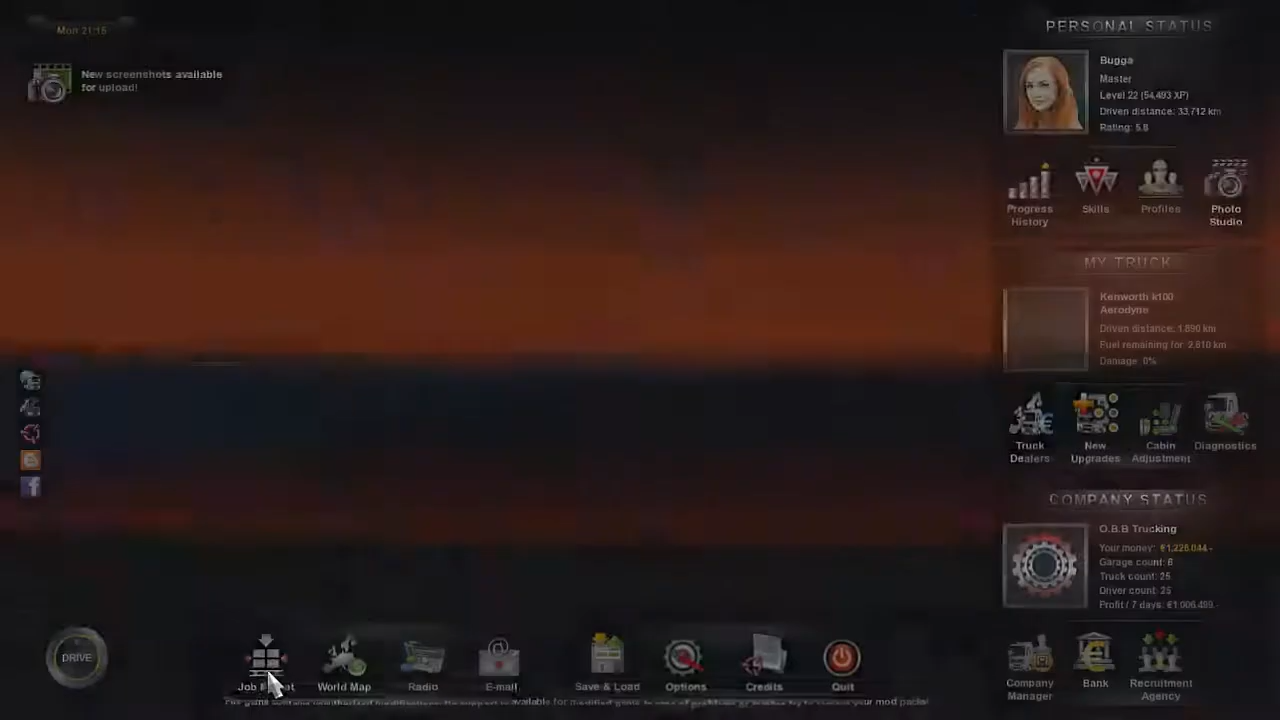 Mon 21:15
New screenshots available
for upload!
PERSONAL STATUS
Bugga
Master
Level 22 (54,493 XP)
Driven distance: 33,712 km
Rating: 5.8
Progress
History
Skills
Profiles
Photo
Studio
MY TRUCK
Kenworth k100
Aerodyne
Driven distance: 1,890 km
Fuel remaining for: 2,810 km
Damage: 0%
Truck
Dealers
New
Upgrades
Cabin
Adjustment
Diagnostics
COMPANY STATUS
O.B.B Trucking
Your money: €1,226,044.-
Garage count: 6
Truck count: 25
Driver count: 25
Profit / 7 days: €1,006,499.-
Company
Manager
Bank
Recruitment
Agency
DRIVE
Job
World Map
Radio
E-mail
Save & Load
Options
Credits
Quit